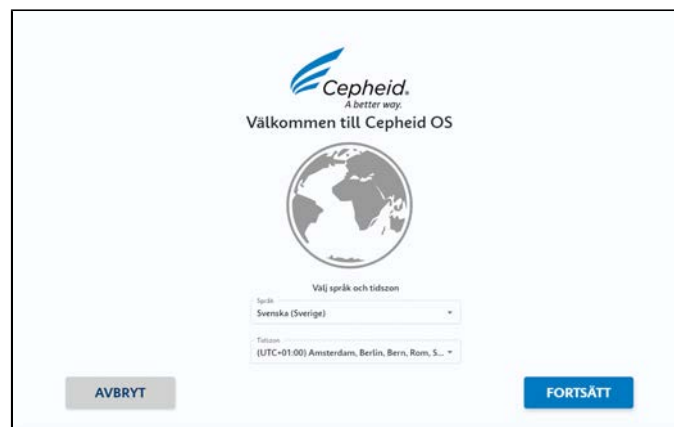 Cepheid.
A better way.
Välkommen till Cepheid OS
Välj språk och tidszon
Språk
Svenska (Sverige)
Tidszon
(UTC+01:00) Amsterdam, Berlin, Bern, Rom, S...
AVBRYT
FORTSÄTT